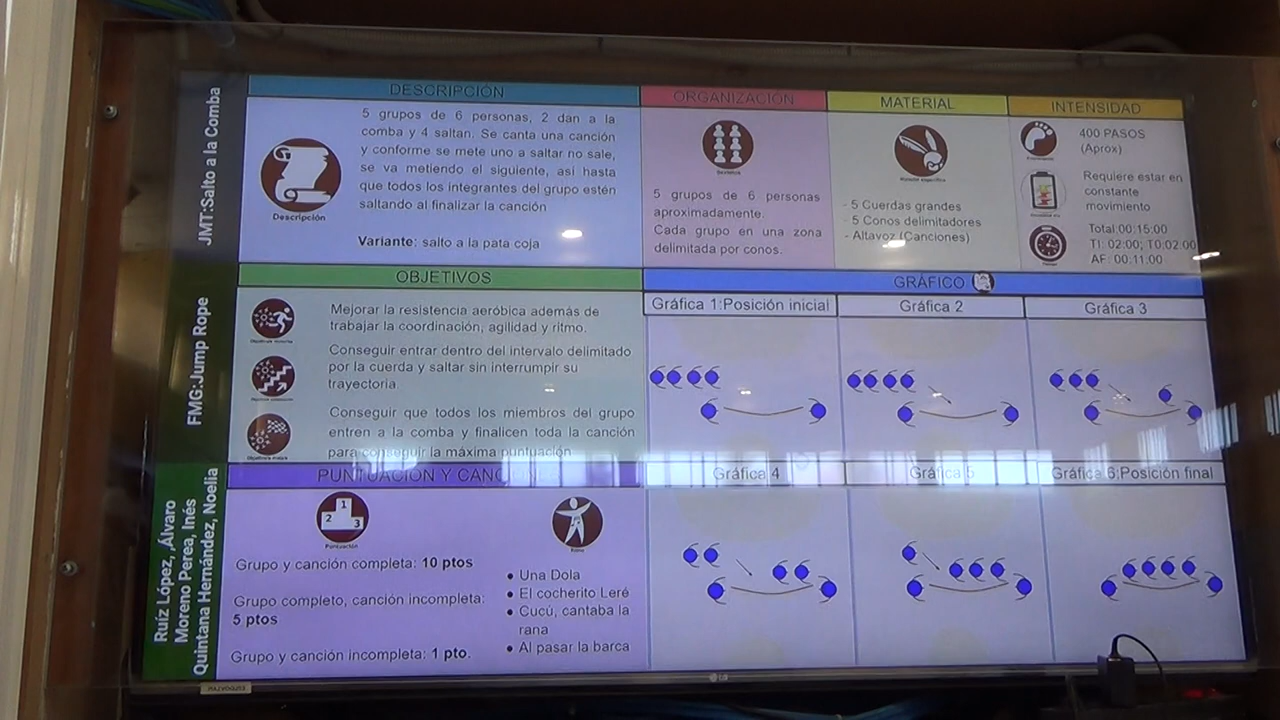 JMT:Salto a la Comba
DESCRIPCIÓN
5 grupos de 6 personas, 2 dan a la
comba y 4 saltan. Se canta una canción
y conforme se mete uno a saltar no sale,
se va metiendo el siguiente, así hasta
que todos los integrantes del grupo estén
saltando al finalizar la canción
Descripción
Variante: salto a la pata coja
ORGANIZACIÓN
5 grupos de 6 personas
aproximadamente.
Cada grupo en una zona
delimitada por conos.
MATERIAL
- 5 Cuerdas grandes
- 5 Conos delimitadores
- Altavoz (Canciones)
INTENSIDAD
400 PASOS
(Aprox)
Requiere estar en
constante
movimiento
Total:00:15:00
TI: 02:00; T0:02:00
AF: 00:11:00
FMG:Jump Rope
OBJETIVOS
Mejorar la resistencia aeróbica además de
trabajar la coordinación, agilidad y ritmo.
Conseguir entrar dentro del intervalo delimitado
por la cuerda y saltar sin interrumpir su
trayectoria
Conseguir que todos los miembros del grupo
entren a la comba y finalicen toda la canción
para conseguir la máxima puntuación
GRÁFICO
Gráfica 1:Posición inicial
Gráfica 2
Gráfica 3
Gráfica 4
Gráfica 5
Gráfica 6:Posición final
Ruíz López, ,Álvaro
Moreno Perea, Inés
Quintana Hernández, Noelia
PUNTUACIÓN Y CANCIONE
1
2
3
Puntuación
Grupo y canción completa: 10 ptos
Grupo completo, canción incompleta:
5 ptos
Grupo y canción incompleta: 1 pto.
• Una Dola
• El cocherito Leré
• Cucú, cantaba la
rana
• Al pasar la barca
LG